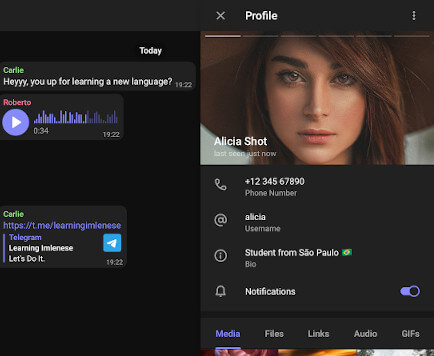 Today
Carlie
Heyyy, you up for learning a new language?
19:22
Roberto
0:34
19:22
Carlie
https://t.me/learningimlenese
Telegram
Learning Imlenese
Let's Do It.
19:22
Profile
Alicia Shot
last seen just now
+12 345 67890
Phone Number
alicia
Username
Student from São Paulo 🇧🇷
Bio
Notifications
Media
Files
Links
Audio
GIFs